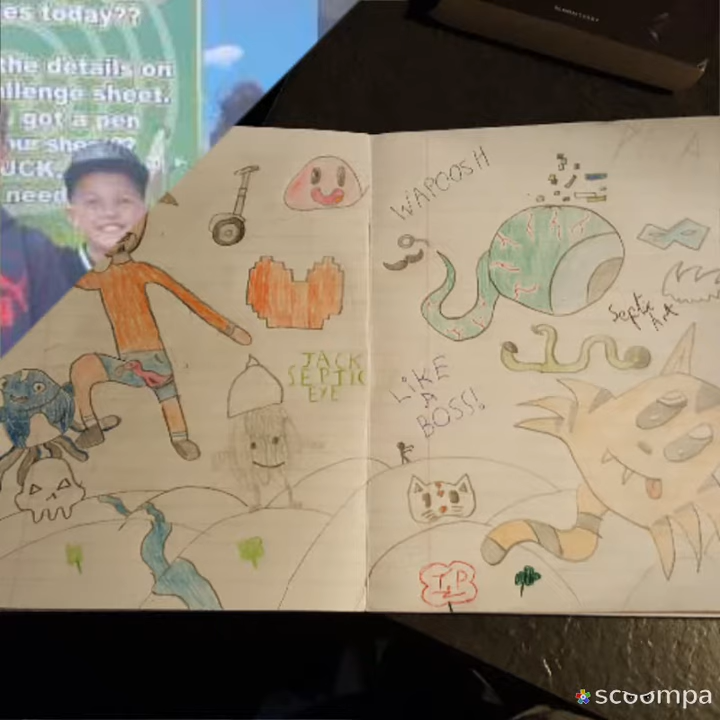 es today??
the details on
llenge sheet.
got a pen
our she
UCK
need
WAPOOSH
JACK
SEPTIC
EYE
Septic
Art
LIKE
A
BOSS!
T.P
scoompa